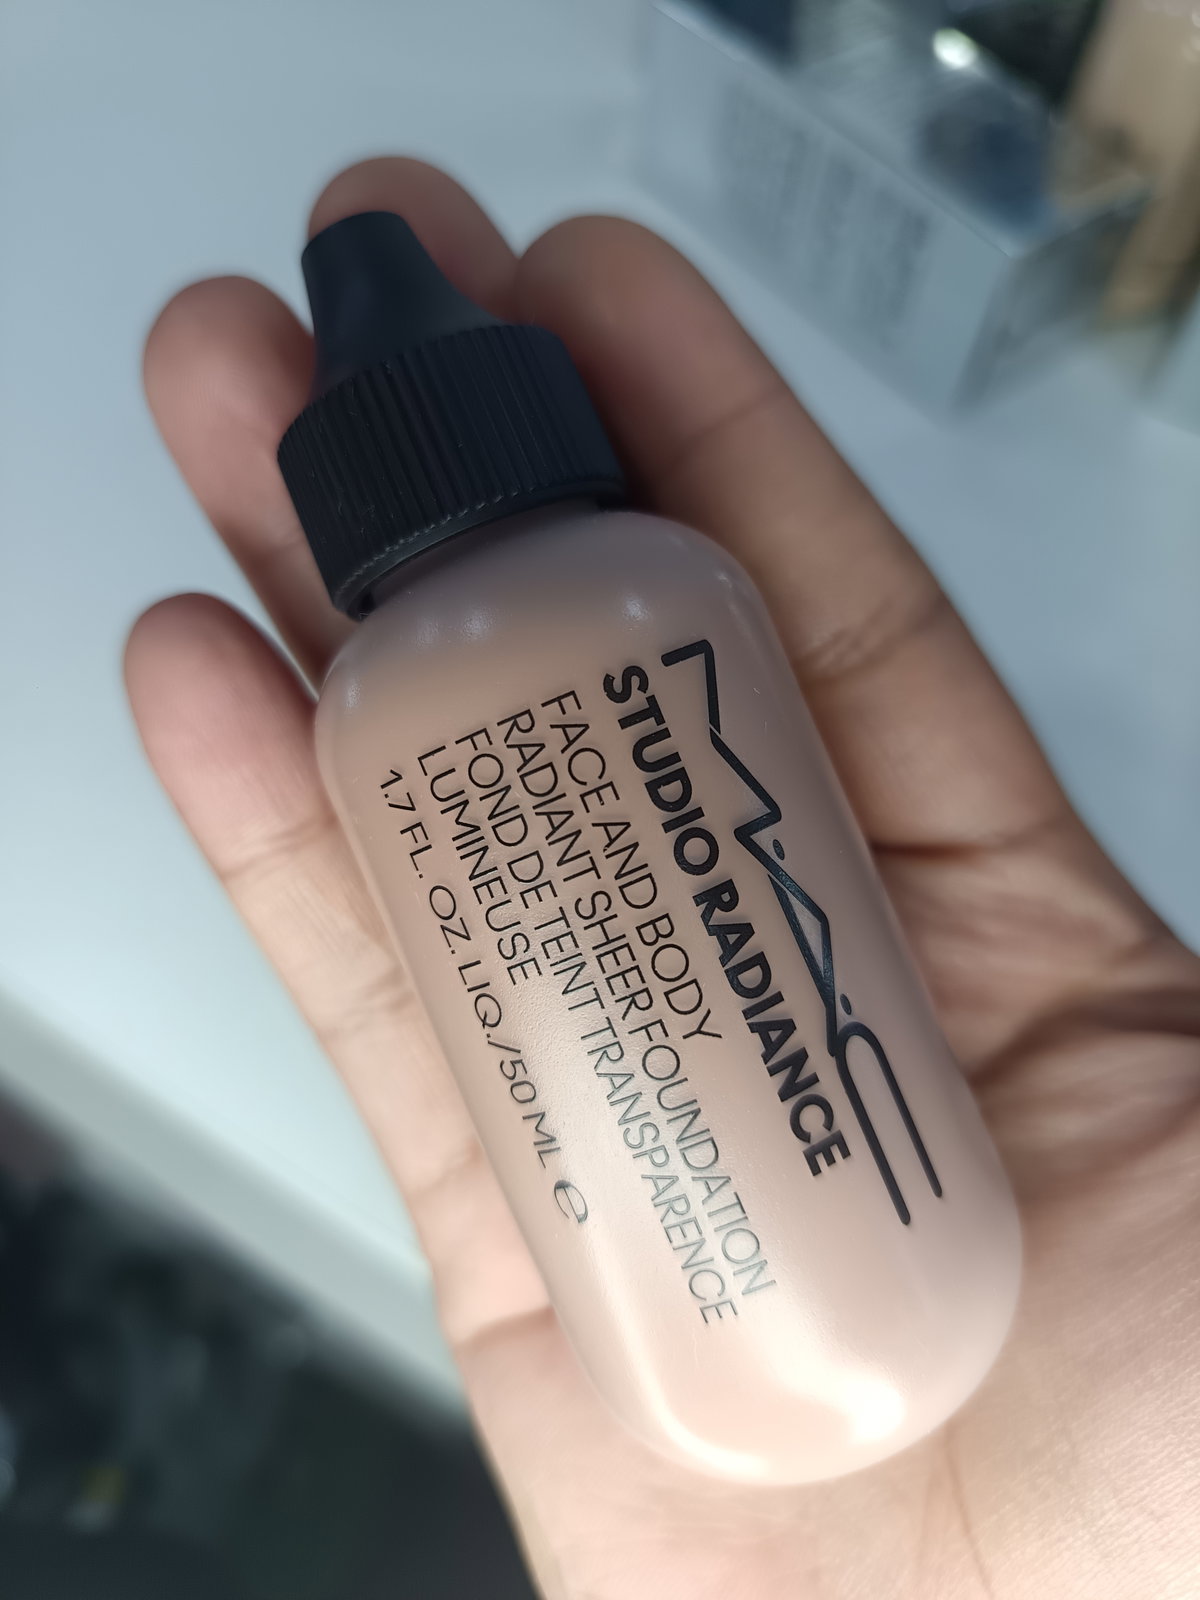 M·A·C
STUDIO RADIANCE
FACE AND BODY
RADIANT SHEER FOUNDATION
FOND DE TEINT TRANSPARENCE
LUMINEUSE
1.7 FL. OZ. LIQ./50 ML ℮